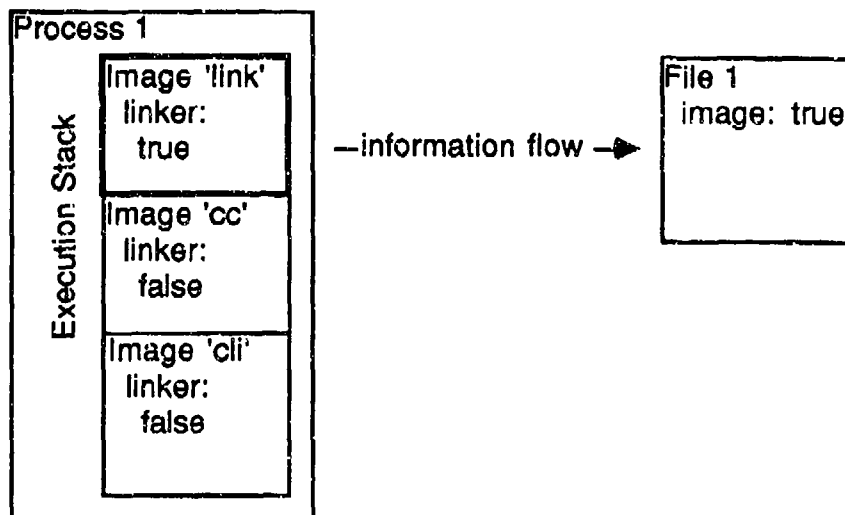 Process 1
Execution Stack
Image 'link'
linker:
true
Image 'cc'
linker:
false
Image 'cli'
linker:
false
information flow
File 1
image: true